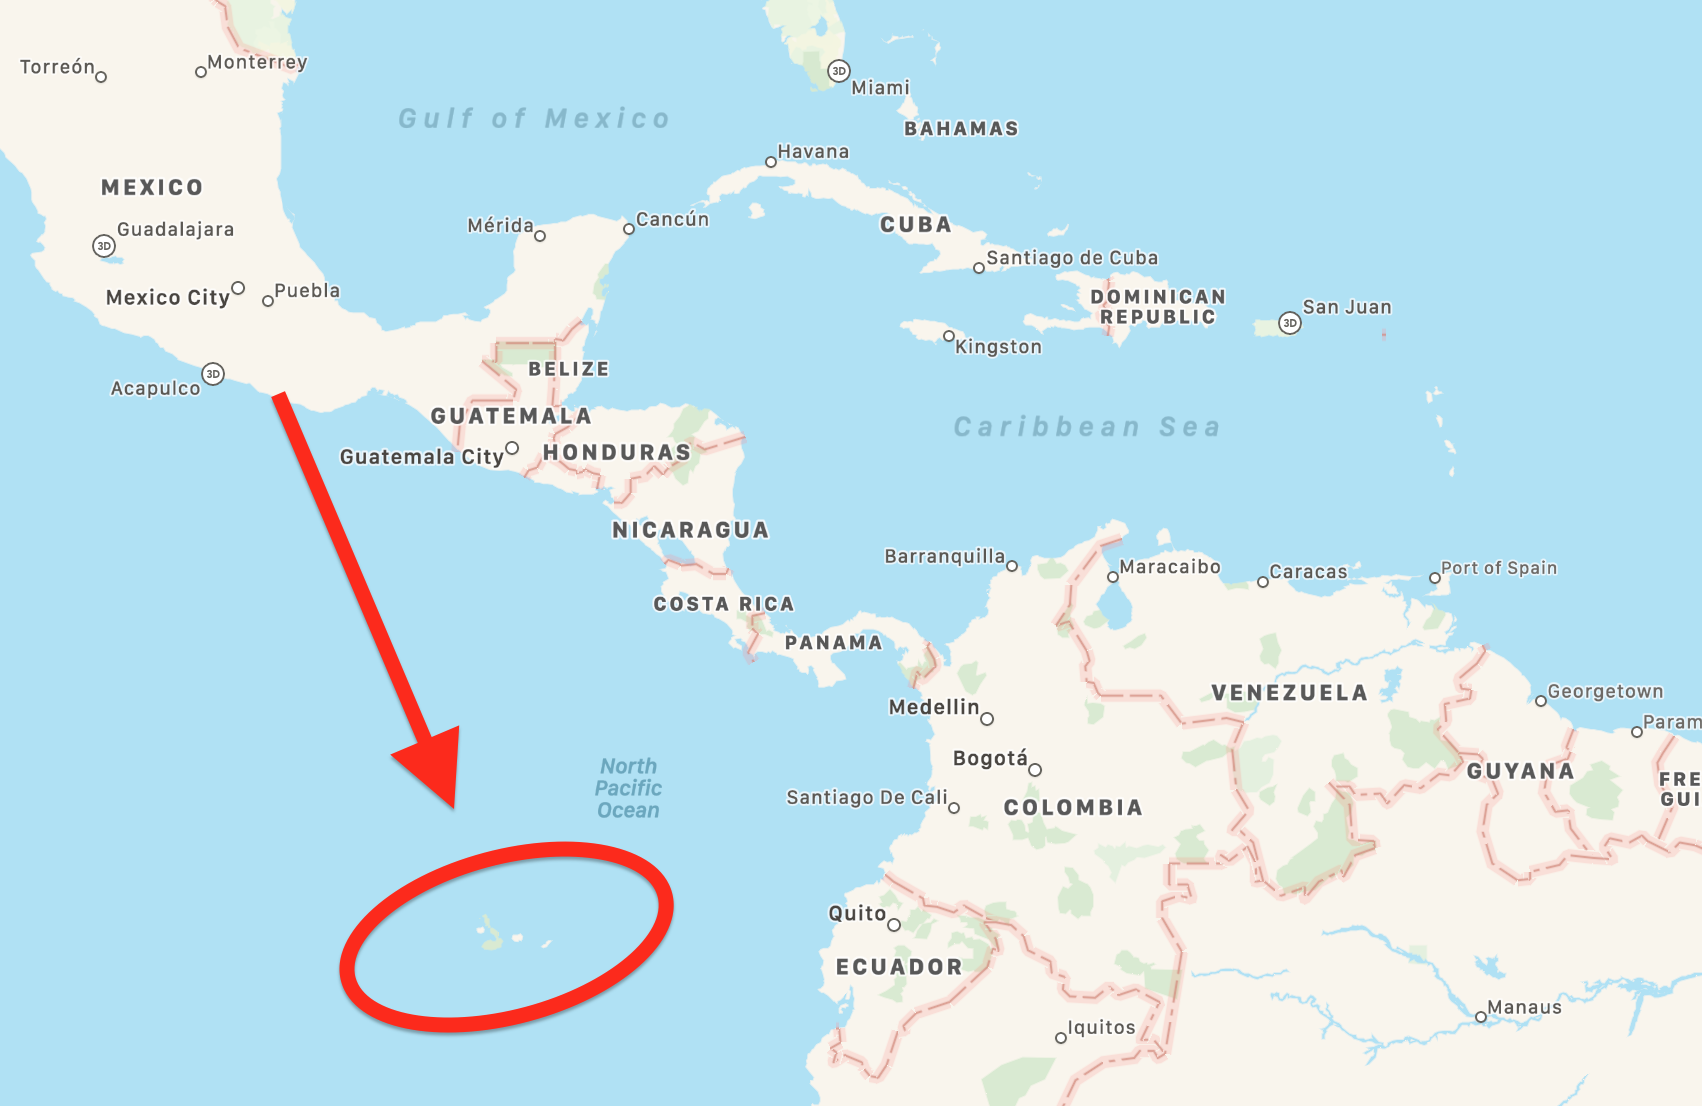 Torreón
Monterrey
3D
Miami
Gulf of Mexico
BAHAMAS
Havana
MEXICO
Mérida
Cancún
CUBA
3D
Guadalajara
Santiago de Cuba
Mexico City
Puebla
DOMINICAN
REPUBLIC
3D
San Juan
Kingston
3D
Acapulco
BELIZE
GUATEMALA
Caribbean Sea
Guatemala City
HONDURAS
NICARAGUA
Barranquilla
Maracaibo
Caracas
Port of Spain
COSTA RICA
PANAMA
VENEZUELA
Georgetown
Medellin
Param
Bogotá
North
Pacific
Ocean
GUYANA
FRE
GUI
Santiago De Cali
COLOMBIA
Quito
ECUADOR
Manaus
Iquitos